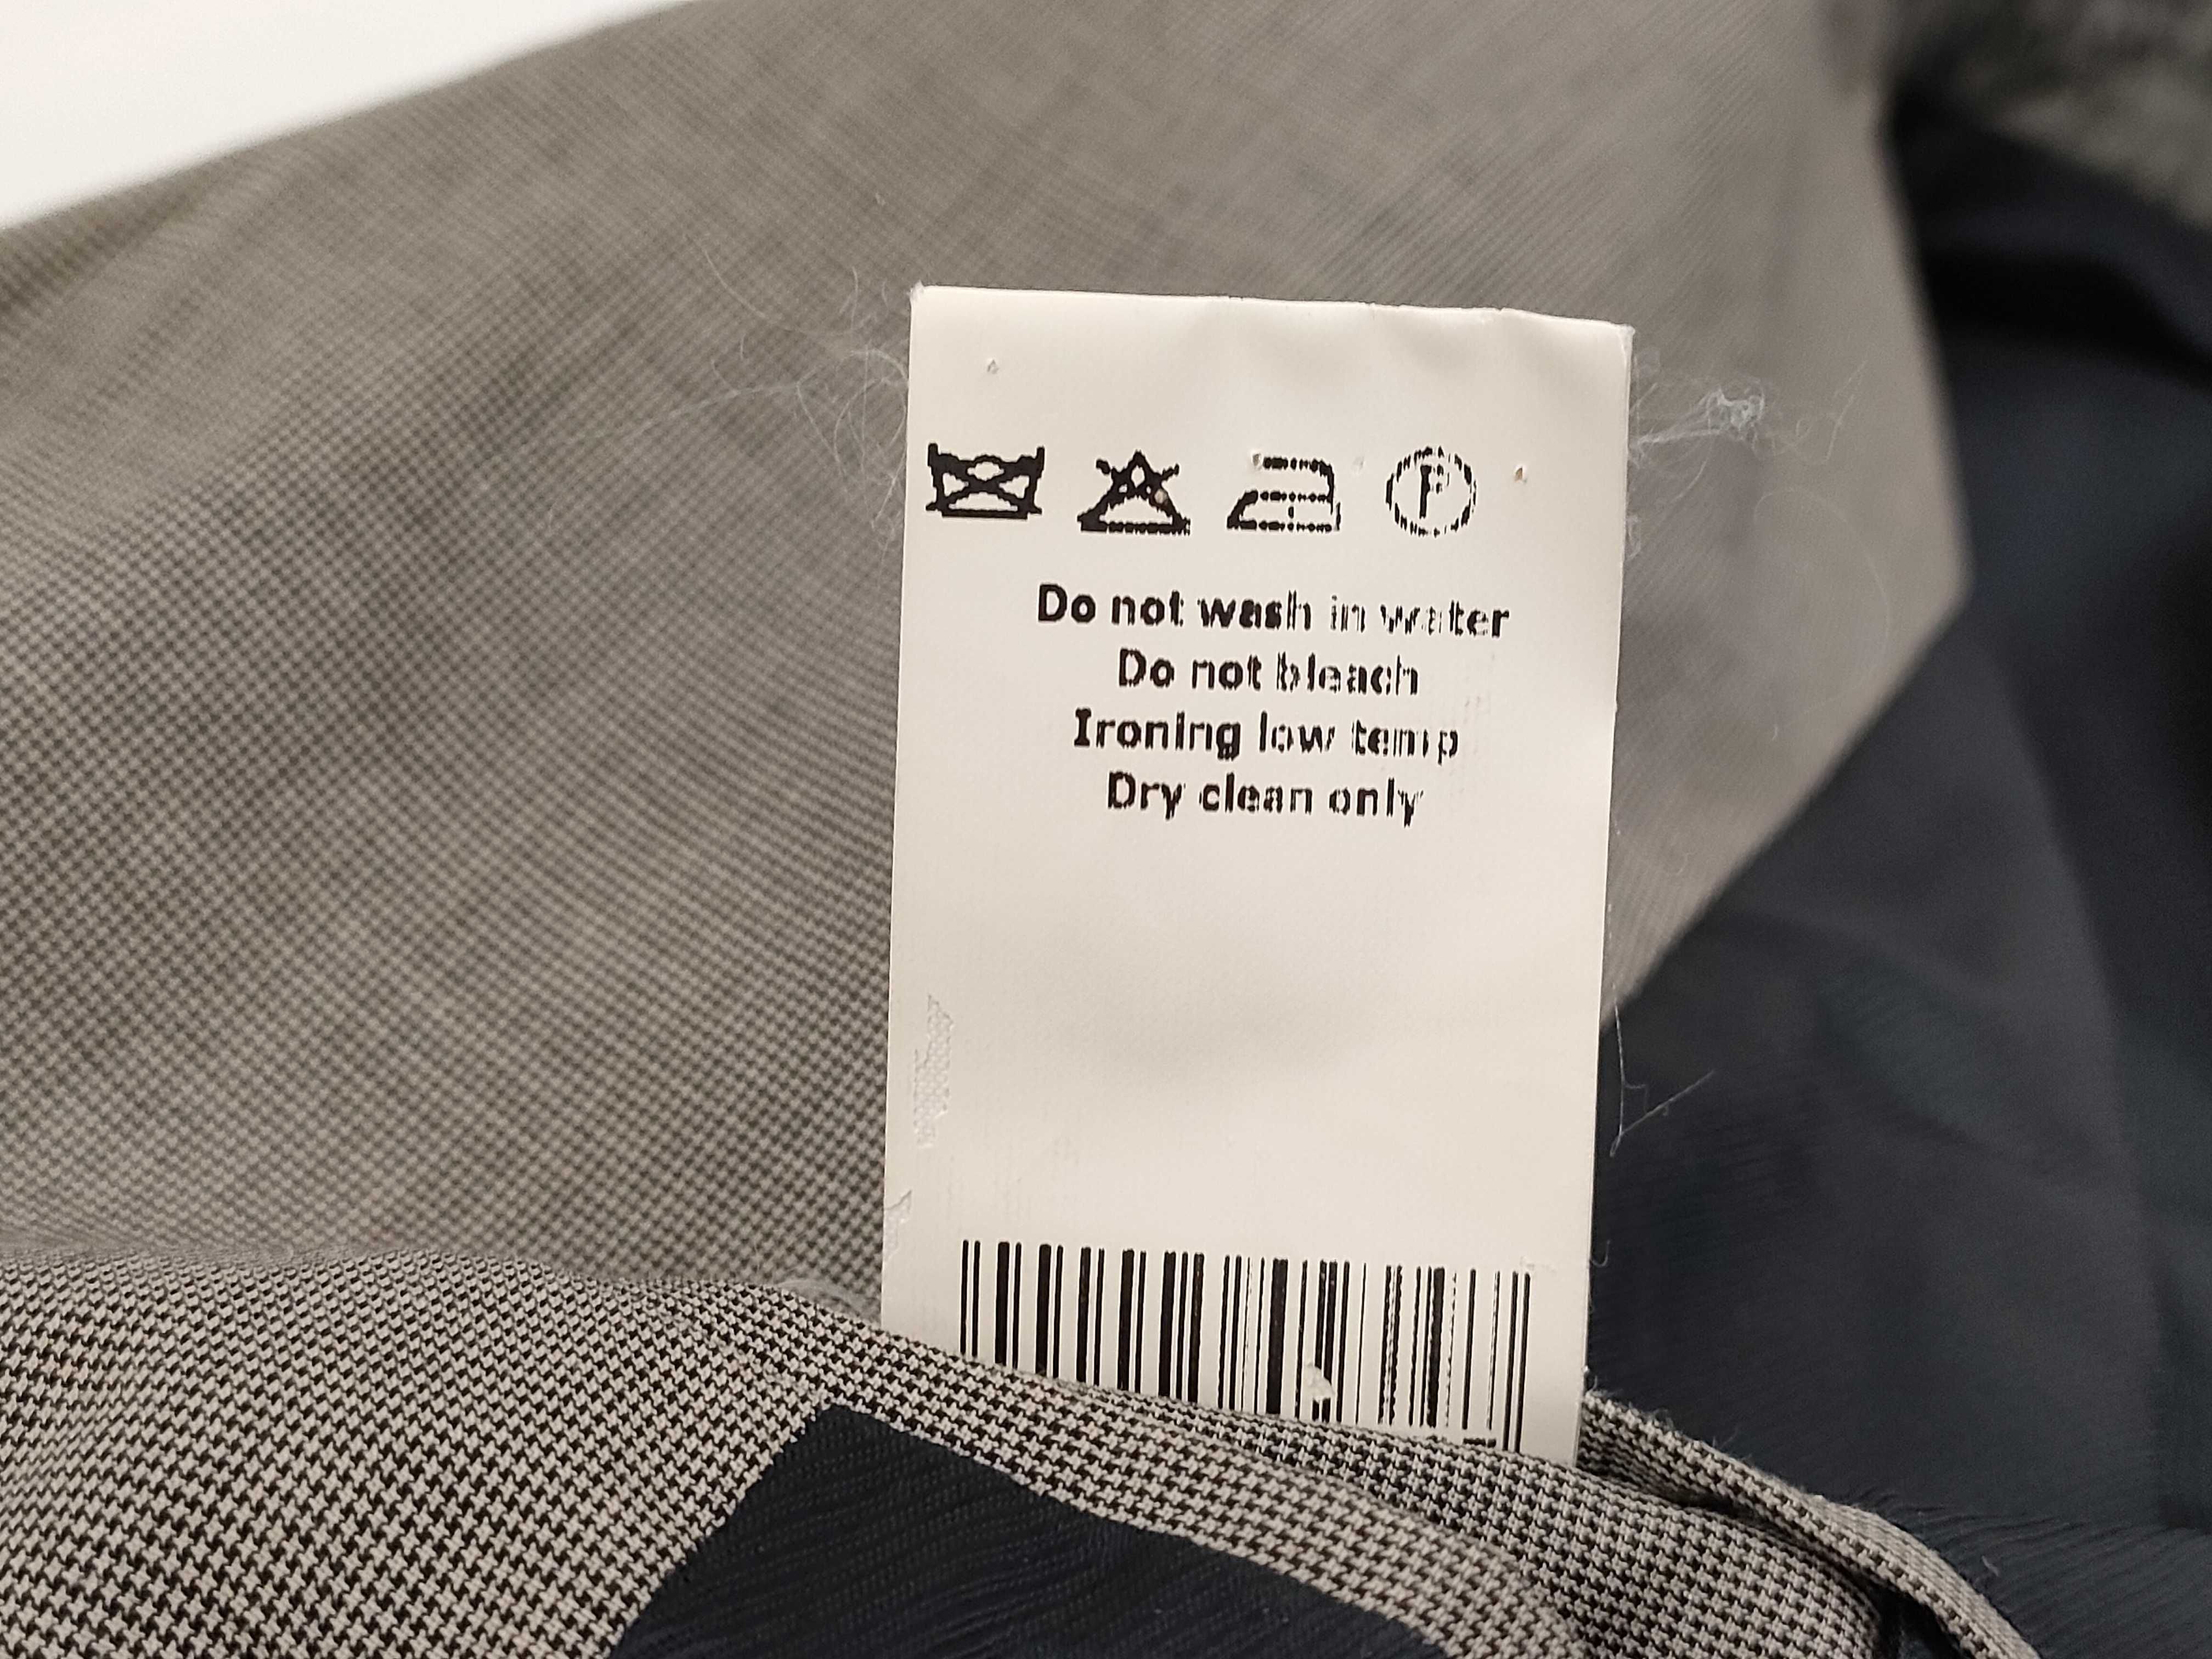 P
Do not wash in water
Do not bleach
Ironing low temp
Dry clean only